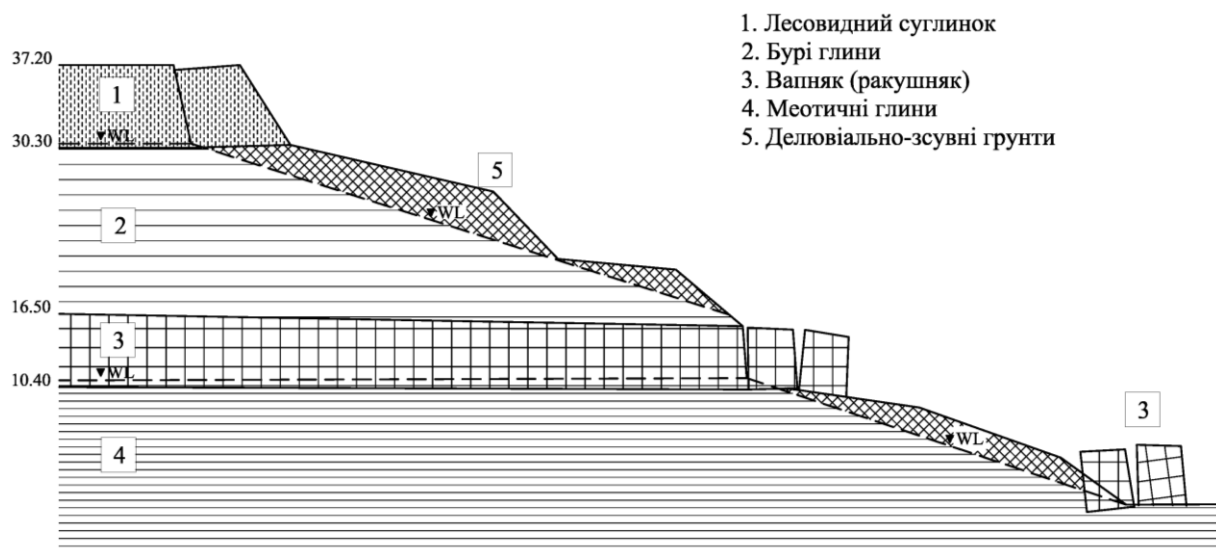 1. Лесовидний суглинок
2. Бурі глини
3. Вапняк (ракушняк)
4. Меотичні глини
5. Делювіально-зсувні грунти
37.20
1
WL
30.30
5
WL
2
16.50
3
WL
10.40
3
WL
4